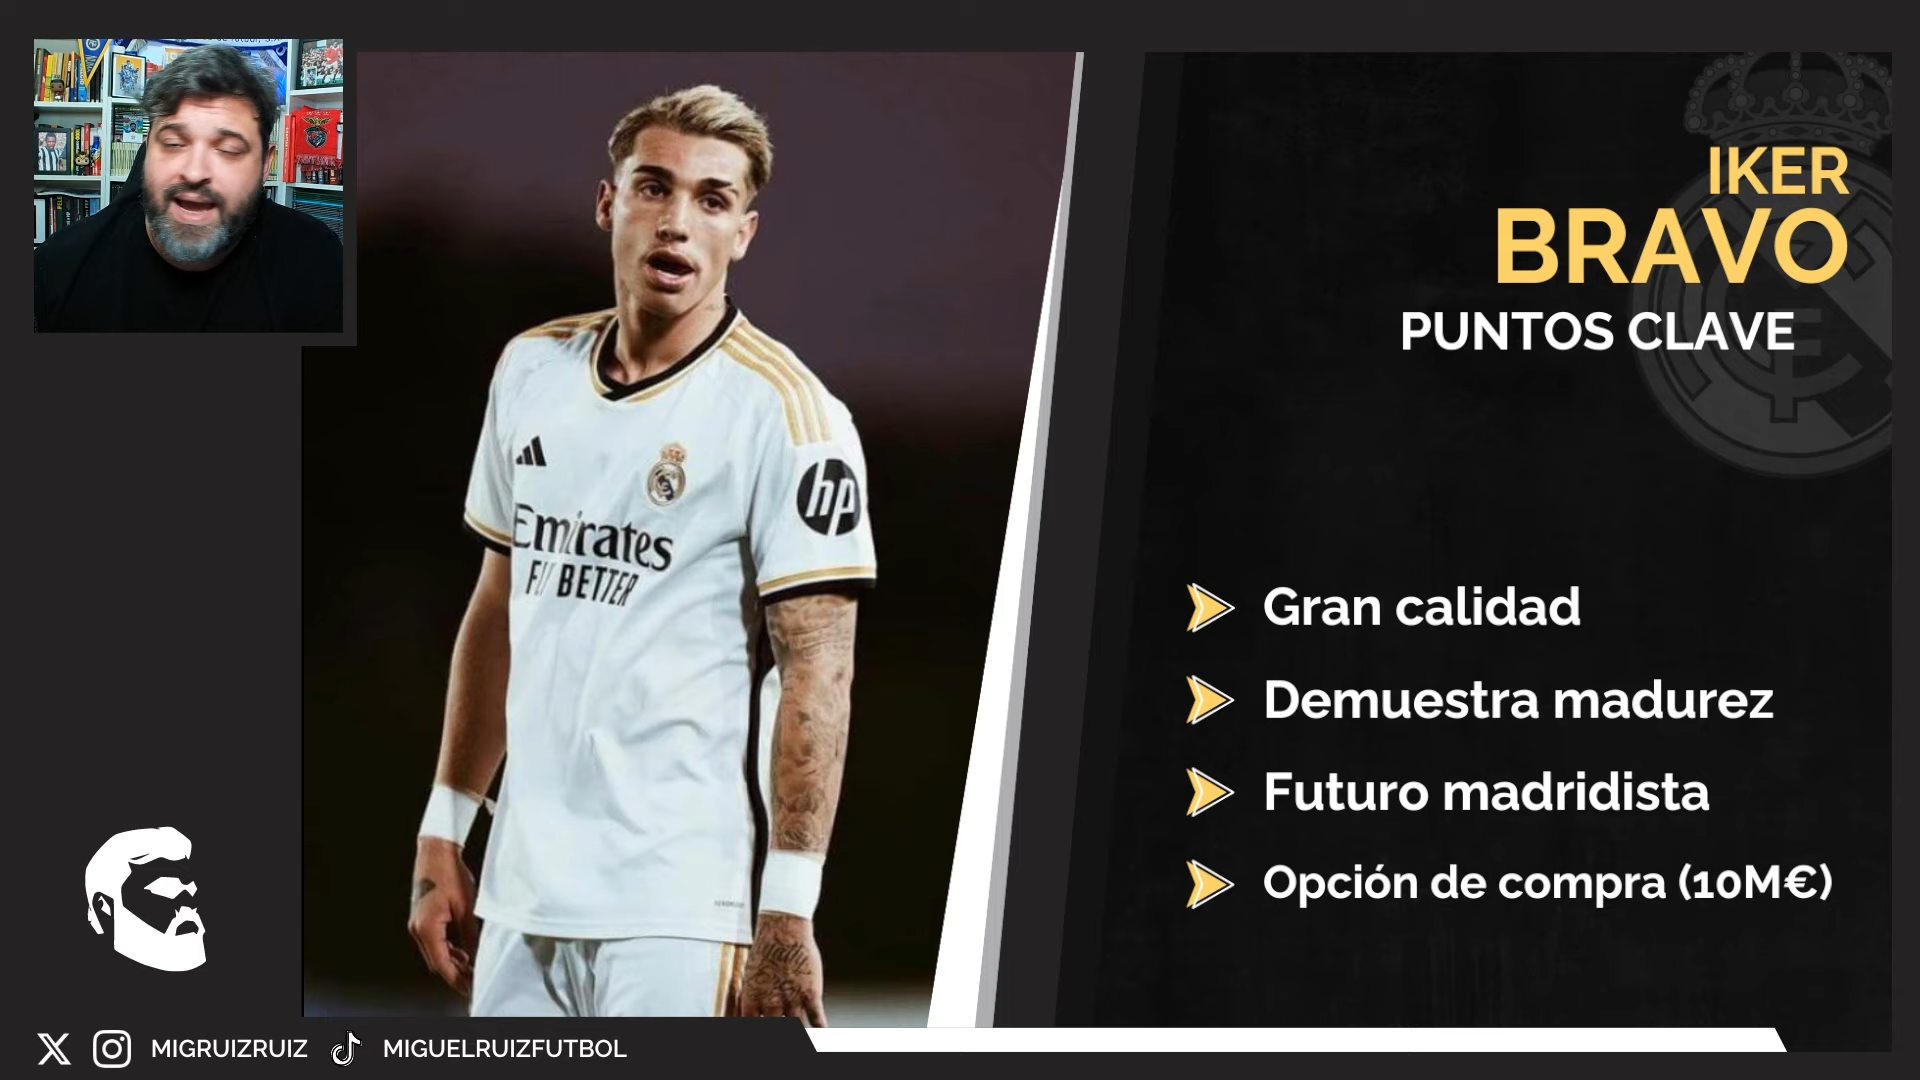 IKER
BRAVO
PUNTOS CLAVE
hp
Emirates
FLY BETTER
Gran calidad
Demuestra madurez
Futuro madridista
Opción de compra (10M€)
MIGRUIZRUIZ
MIGUELRUIZFUTBOL